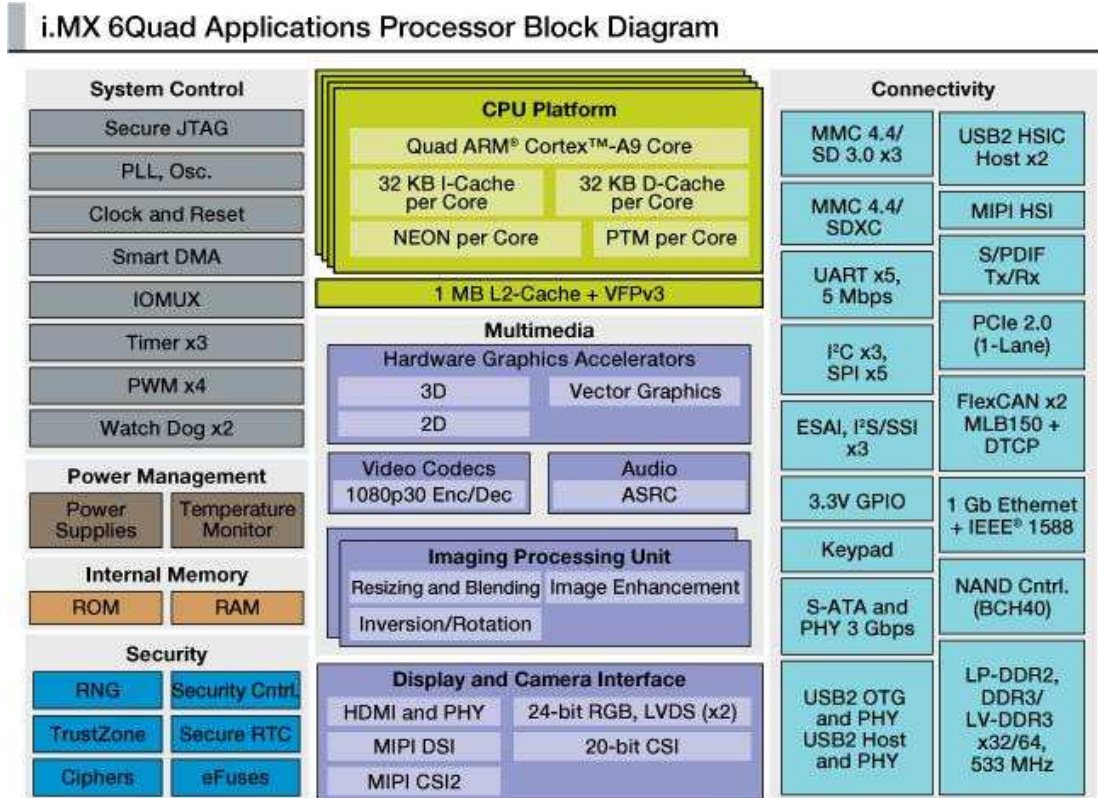 i.MX 6Quad Applications Processor Block Diagram
System Control
Secure JTAG
PLL, Osc.
Clock and Reset
Smart DMA
IOMUX
Timer x3
PWM x4
Watch Dog x2
Power Management
Power
Supplies
Temperature
Monitor
Internal Memory
ROM
RAM
Security
RNG
Security Cntrl.
TrustZone
Secure RTC
Ciphers
eFuses
CPU Platform
Quad ARM® Cortex™-A9 Core
32 KB I-Cache
per Core
32 KB D-Cache
per Core
NEON per Core
PTM per Core
1 MB L2-Cache + VFPv3
Multimedia
Hardware Graphics Accelerators
3D
Vector Graphics
2D
Video Codecs
1080p30 Enc/Dec
Audio
ASRC
Imaging Processing Unit
Resizing and Blending
Image Enhancement
Inversion/Rotation
Display and Camera Interface
HDMI and PHY
24-bit RGB, LVDS (x2)
MIPI DSI
20-bit CSI
MIPI CSI2
Connectivity
MMC 4.4/
SD 3.0 x3
MMC 4.4/
SDXC
UART x5,
5 Mbps
I²C x3,
SPI x5
ESAI, I²S/SSI
x3
3.3V GPIO
Keypad
S-ATA and
PHY 3 Gbps
USB2 OTG
and PHY
USB2 Host
and PHY
USB2 HSIC
Host x2
MIPI HSI
S/PDIF
Tx/Rx
PCIe 2.0
(1-Lane)
FlexCAN x2
MLB150 +
DTCP
1 Gb Ethernet
+ IEEE® 1588
NAND Cntrl.
(BCH40)
LP-DDR2,
DDR3/
LV-DDR3
x32/64,
533 MHz